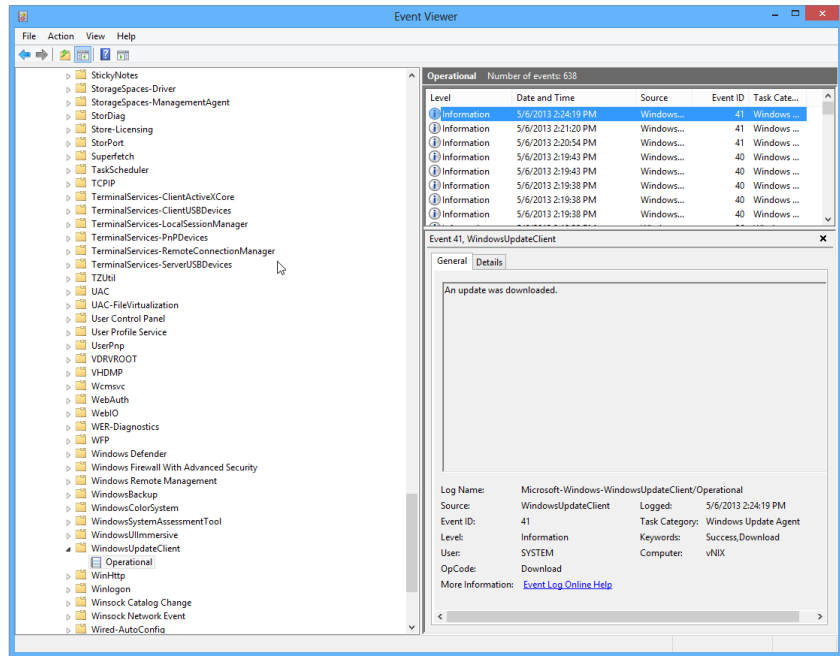 Event Viewer
File Action View Help
StickyNotes
StorageSpaces-Driver
StorageSpaces-ManagementAgent
StorDiag
Store-Licensing
StorPort
Superfetch
TaskScheduler
TCPIP
TerminalServices-ClientActiveXCore
TerminalServices-ClientUSBDevices
TerminalServices-LocalSessionManager
TerminalServices-PnPDevices
TerminalServices-RemoteConnectionManager
TerminalServices-ServerUSBDevices
TZUtil
UAC
UAC-FileVirtualization
User Control Panel
User Profile Service
UserPnp
VDRVROOT
VHDMP
Wcmsvc
WebAuth
WebIO
WER-Diagnostics
WFP
Windows Defender
Windows Firewall With Advanced Security
Windows Remote Management
WindowsBackup
WindowsColorSystem
WindowsSystemAssessmentTool
WindowsUIImmersive
WindowsUpdateClient
Operational
WinHttp
Winlogon
Winsock Catalog Change
Winsock Network Event
Wired-AutoConfig
Operational Number of events: 638
Level Date and Time Source Event ID Task Cate...
Information 5/6/2013 2:24:19 PM Windows... 41 Windows ...
Information 5/6/2013 2:21:20 PM Windows... 41 Windows ...
Information 5/6/2013 2:20:54 PM Windows... 41 Windows ...
Information 5/6/2013 2:19:43 PM Windows... 40 Windows ...
Information 5/6/2013 2:19:43 PM Windows... 40 Windows ...
Information 5/6/2013 2:19:38 PM Windows... 40 Windows ...
Information 5/6/2013 2:19:38 PM Windows... 40 Windows ...
Information 5/6/2013 2:19:38 PM Windows... 40 Windows ...
Event 41, WindowsUpdateClient
General Details
An update was downloaded.
Log Name: Microsoft-Windows-WindowsUpdateClient/Operational
Source: WindowsUpdateClient Logged: 5/6/2013 2:24:19 PM
Event ID: 41 Task Category: Windows Update Agent
Level: Information Keywords: Success,Download
User: SYSTEM Computer: vNIX
OpCode: Download
More Information: Event Log Online Help